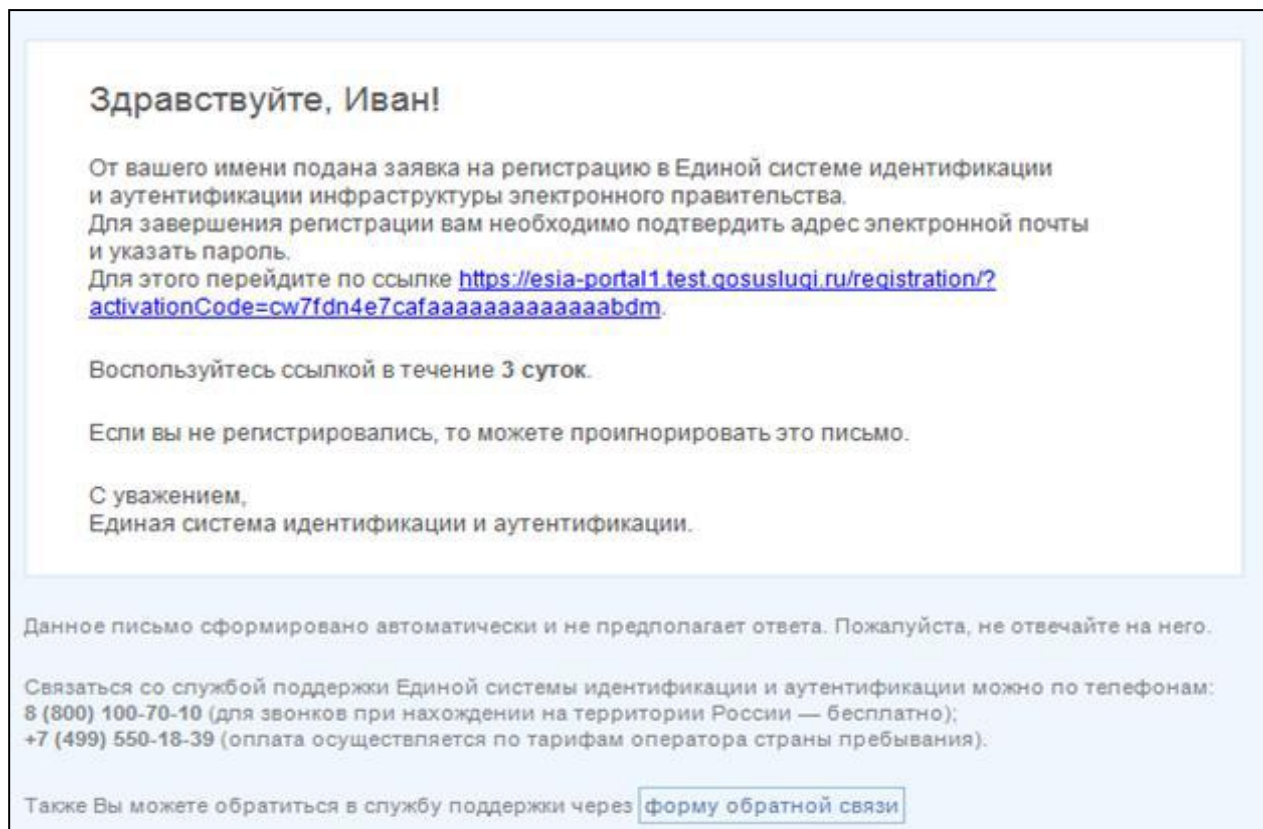 Здравствуйте, Иван!
От вашего имени подана заявка на регистрацию в Единой системе идентификации
и аутентификации инфраструктуры электронного правительства.
Для завершения регистрации вам необходимо подтвердить адрес электронной почты
и указать пароль.
Для этого перейдите по ссылке https://esia-portal1.test.gosuslugi.ru/registration/?
activationCode=cw7fdn4e7cafaaaaaaaaaaaaaabdm.
Воспользуйтесь ссылкой в течение 3 суток.
Если вы не регистрировались, то можете проигнорировать это письмо.
С уважением,
Единая система идентификации и аутентификации.
Данное письмо сформировано автоматически и не предполагает ответа. Пожалуйста, не отвечайте на него.
Связаться со службой поддержки Единой системы идентификации и аутентификации можно по телефонам:
8 (800) 100-70-10 (для звонков при нахождении на территории России — бесплатно);
+7 (499) 550-18-39 (оплата осуществляется по тарифам оператора страны пребывания).
Также Вы можете обратиться в службу поддержки через форму обратной связи